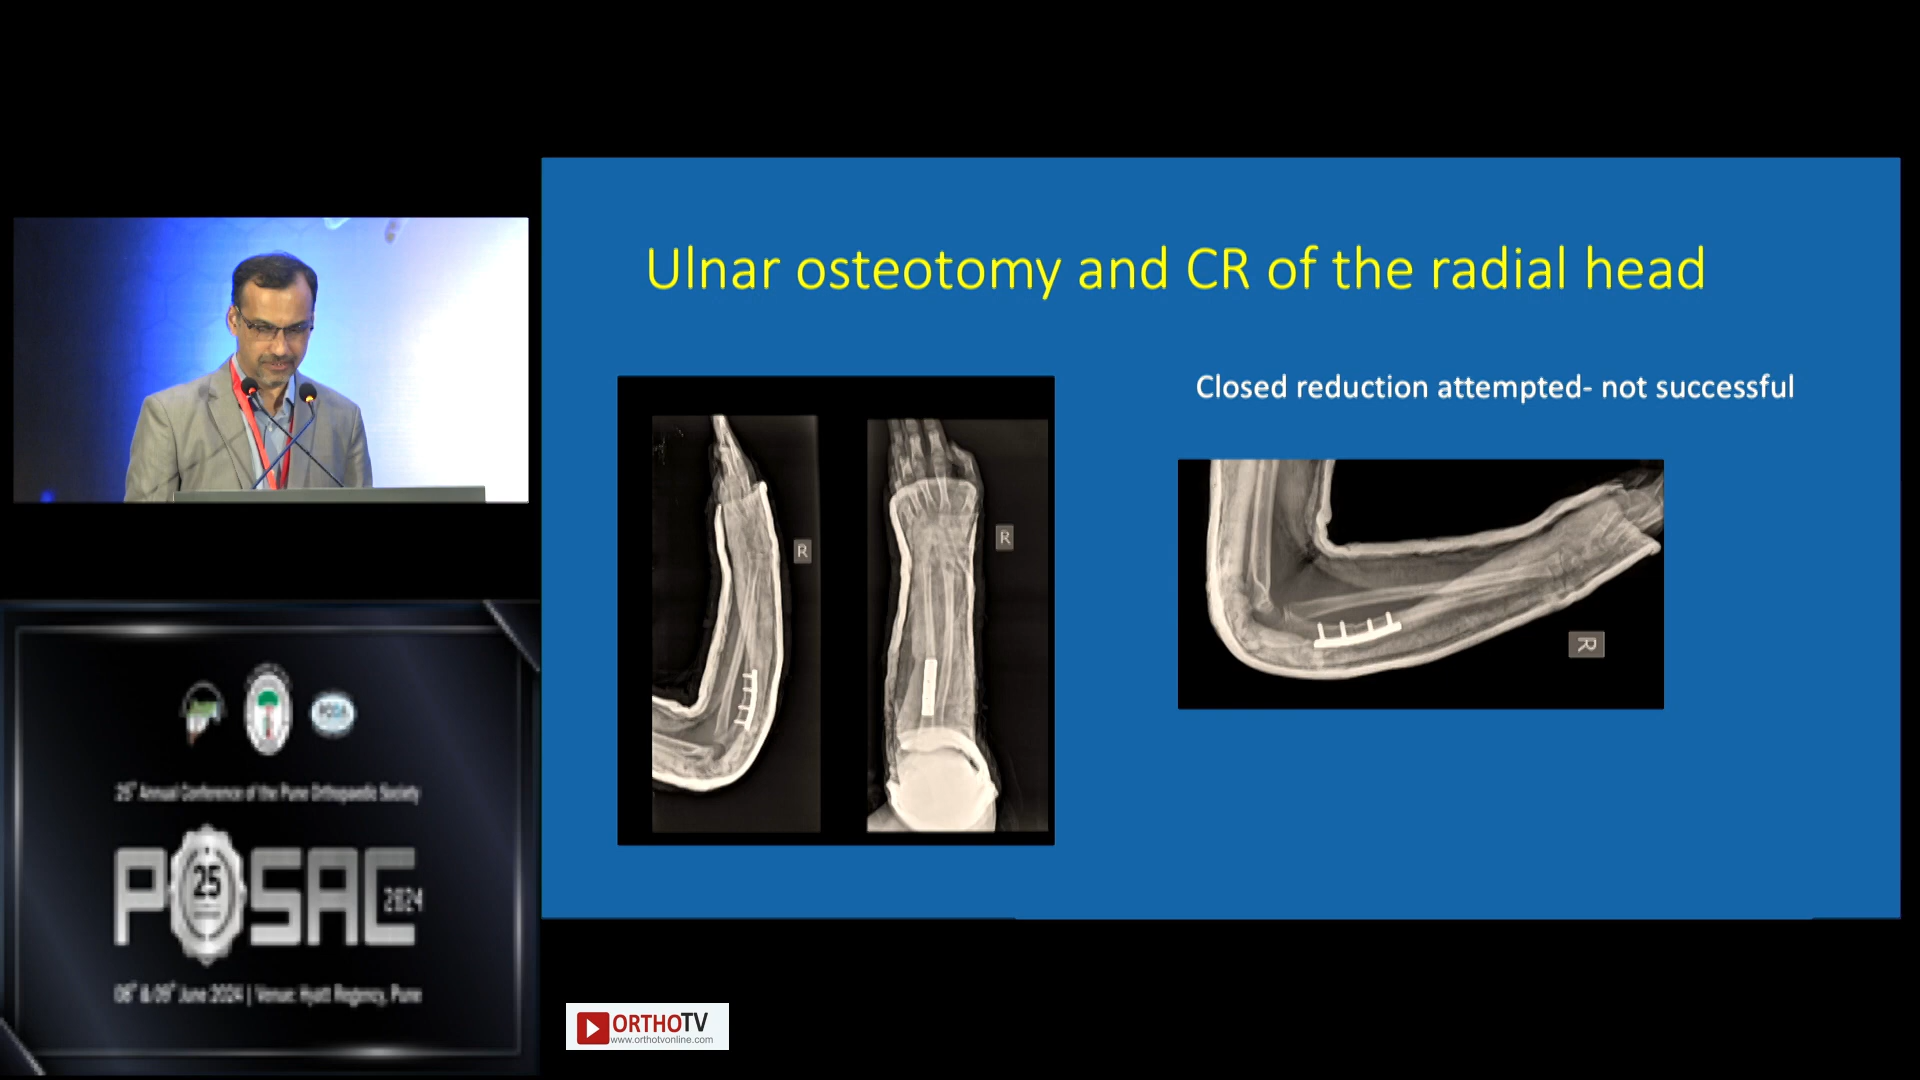 Ulnar osteotomy and CR of the radial head
Closed reduction attempted- not successful
R
R
R
25th Annual Conference of the Pune Orthopaedic Society
POSAC
25
2024
08th & 09th June 2024 | Venue: Hyatt Regency, Pune
ORTHOTV
www.orthotvonline.com